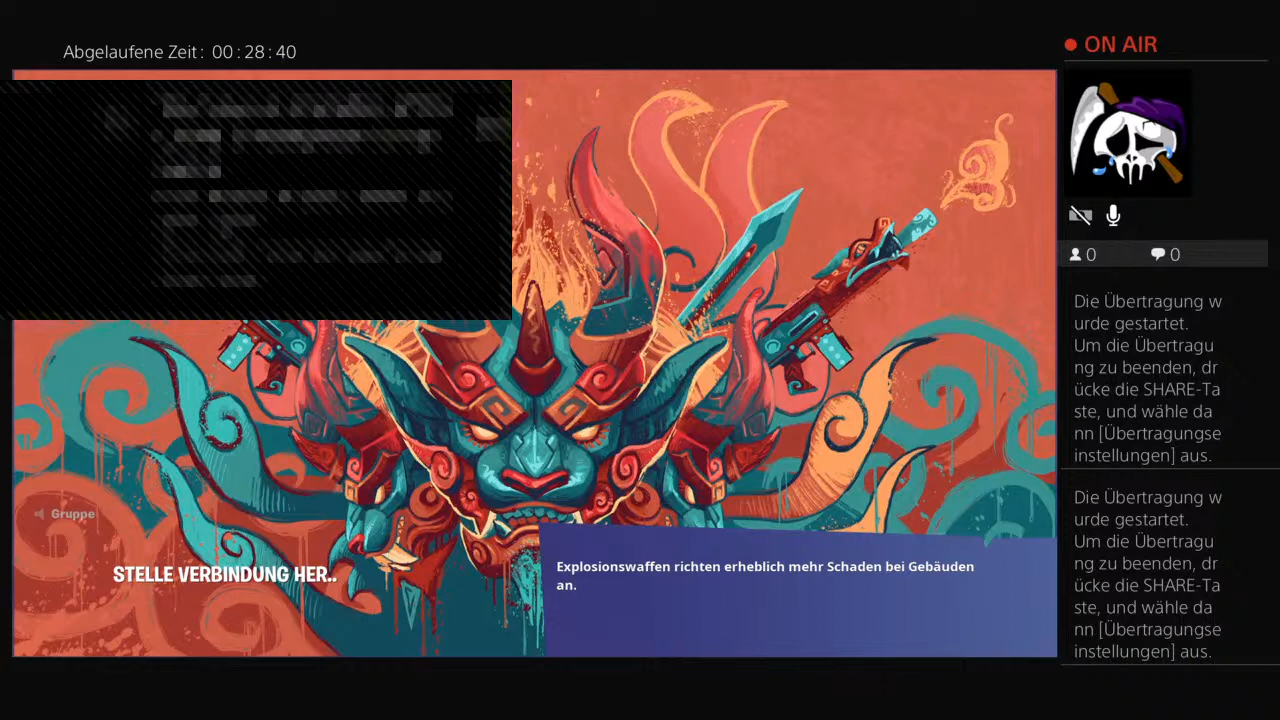 Abgelaufene Zeit: 00:28:40
ON AIR
0 0
Die Übertragung w
urde gestartet.
Um die Übertragu
ng zu beenden, dr
ücke die SHARE-Ta
ste, und wähle da
nn [Übertragungse
instellungen] aus.
Die Übertragung w
urde gestartet.
Um die Übertragu
ng zu beenden, dr
ücke die SHARE-Ta
ste, und wähle da
nn [Übertragungse
instellungen] aus.
Gruppe
STELLE VERBINDUNG HER..
Explosionswaffen richten erheblich mehr Schaden bei Gebäuden
an.